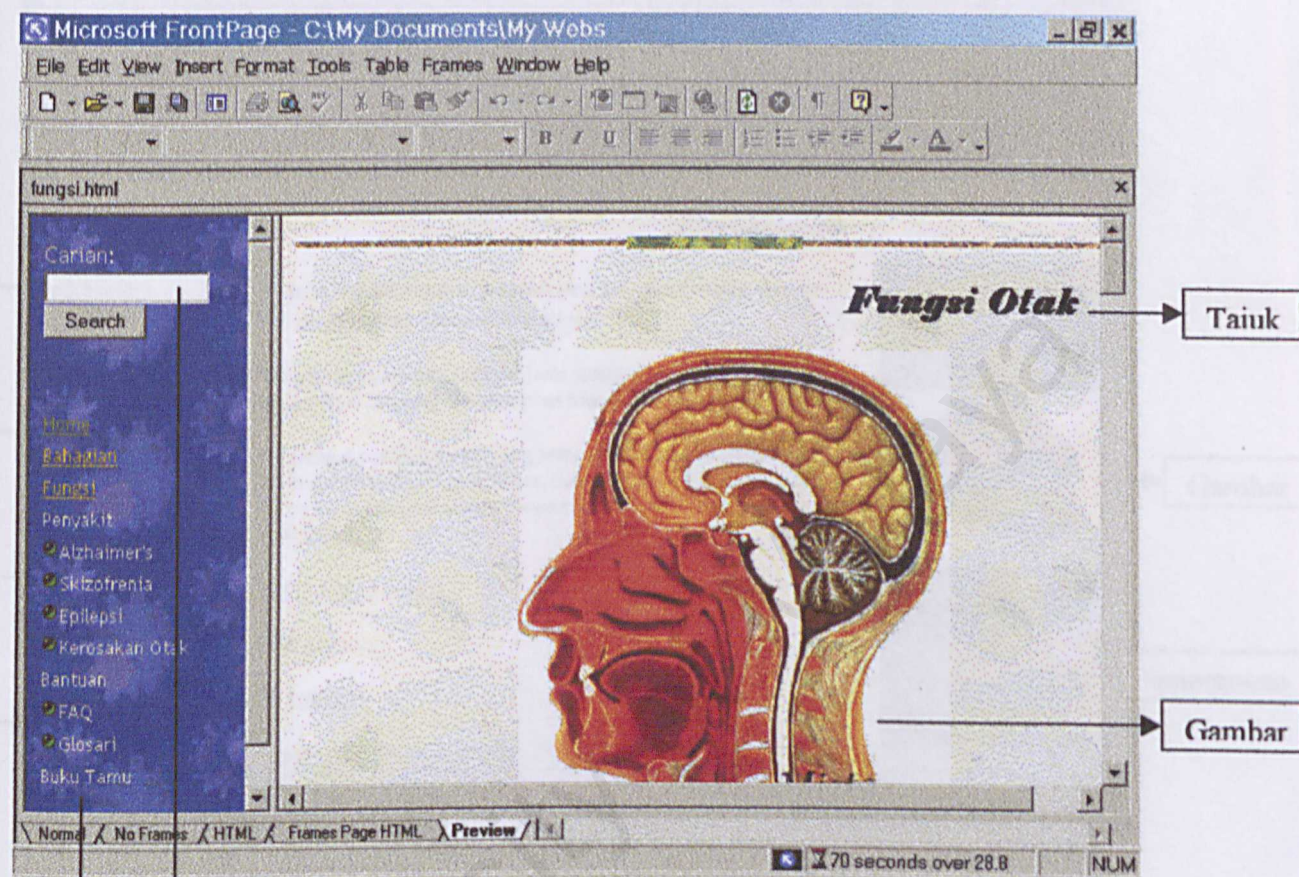 Microsoft FrontPage - C:\My Documents\My Webs
File Edit View Insert Format Tools Table Frames Window Help
B I U
A
fungsi.html
Carian:
Search
Fungsi Otak
Taiuk
Home
Bahagian
Fungsi
Penyakit
Alzhaimer's
Skizofrenia
Epilepsi
Kerosakan Otak
Bantuan
FAQ
Glosari
Buku Tamu
Gambar
Normal No Frames HTML Frames Page HTML Preview
70 seconds over 28.8
NUM